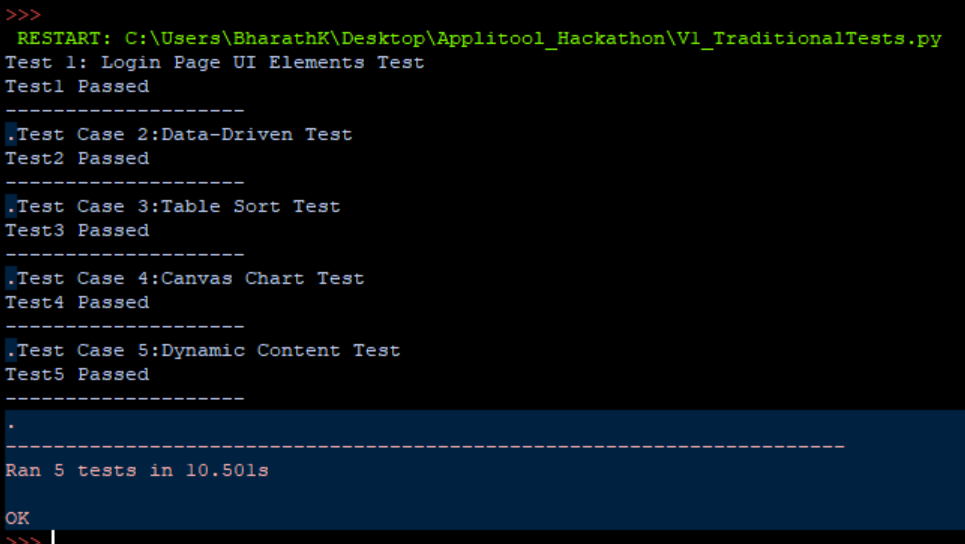 >>>
 RESTART: C:\Users\BharathK\Desktop\Applitool_Hackathon\V1_TraditionalTests.py
Test 1: Login Page UI Elements Test
Test1 Passed
--------------------
.Test Case 2:Data-Driven Test
Test2 Passed
--------------------
.Test Case 3:Table Sort Test
Test3 Passed
--------------------
.Test Case 4:Canvas Chart Test
Test4 Passed
--------------------
.Test Case 5:Dynamic Content Test
Test5 Passed
--------------------
.
----------------------------------------------------------------------
Ran 5 tests in 10.501s

OK
>>>